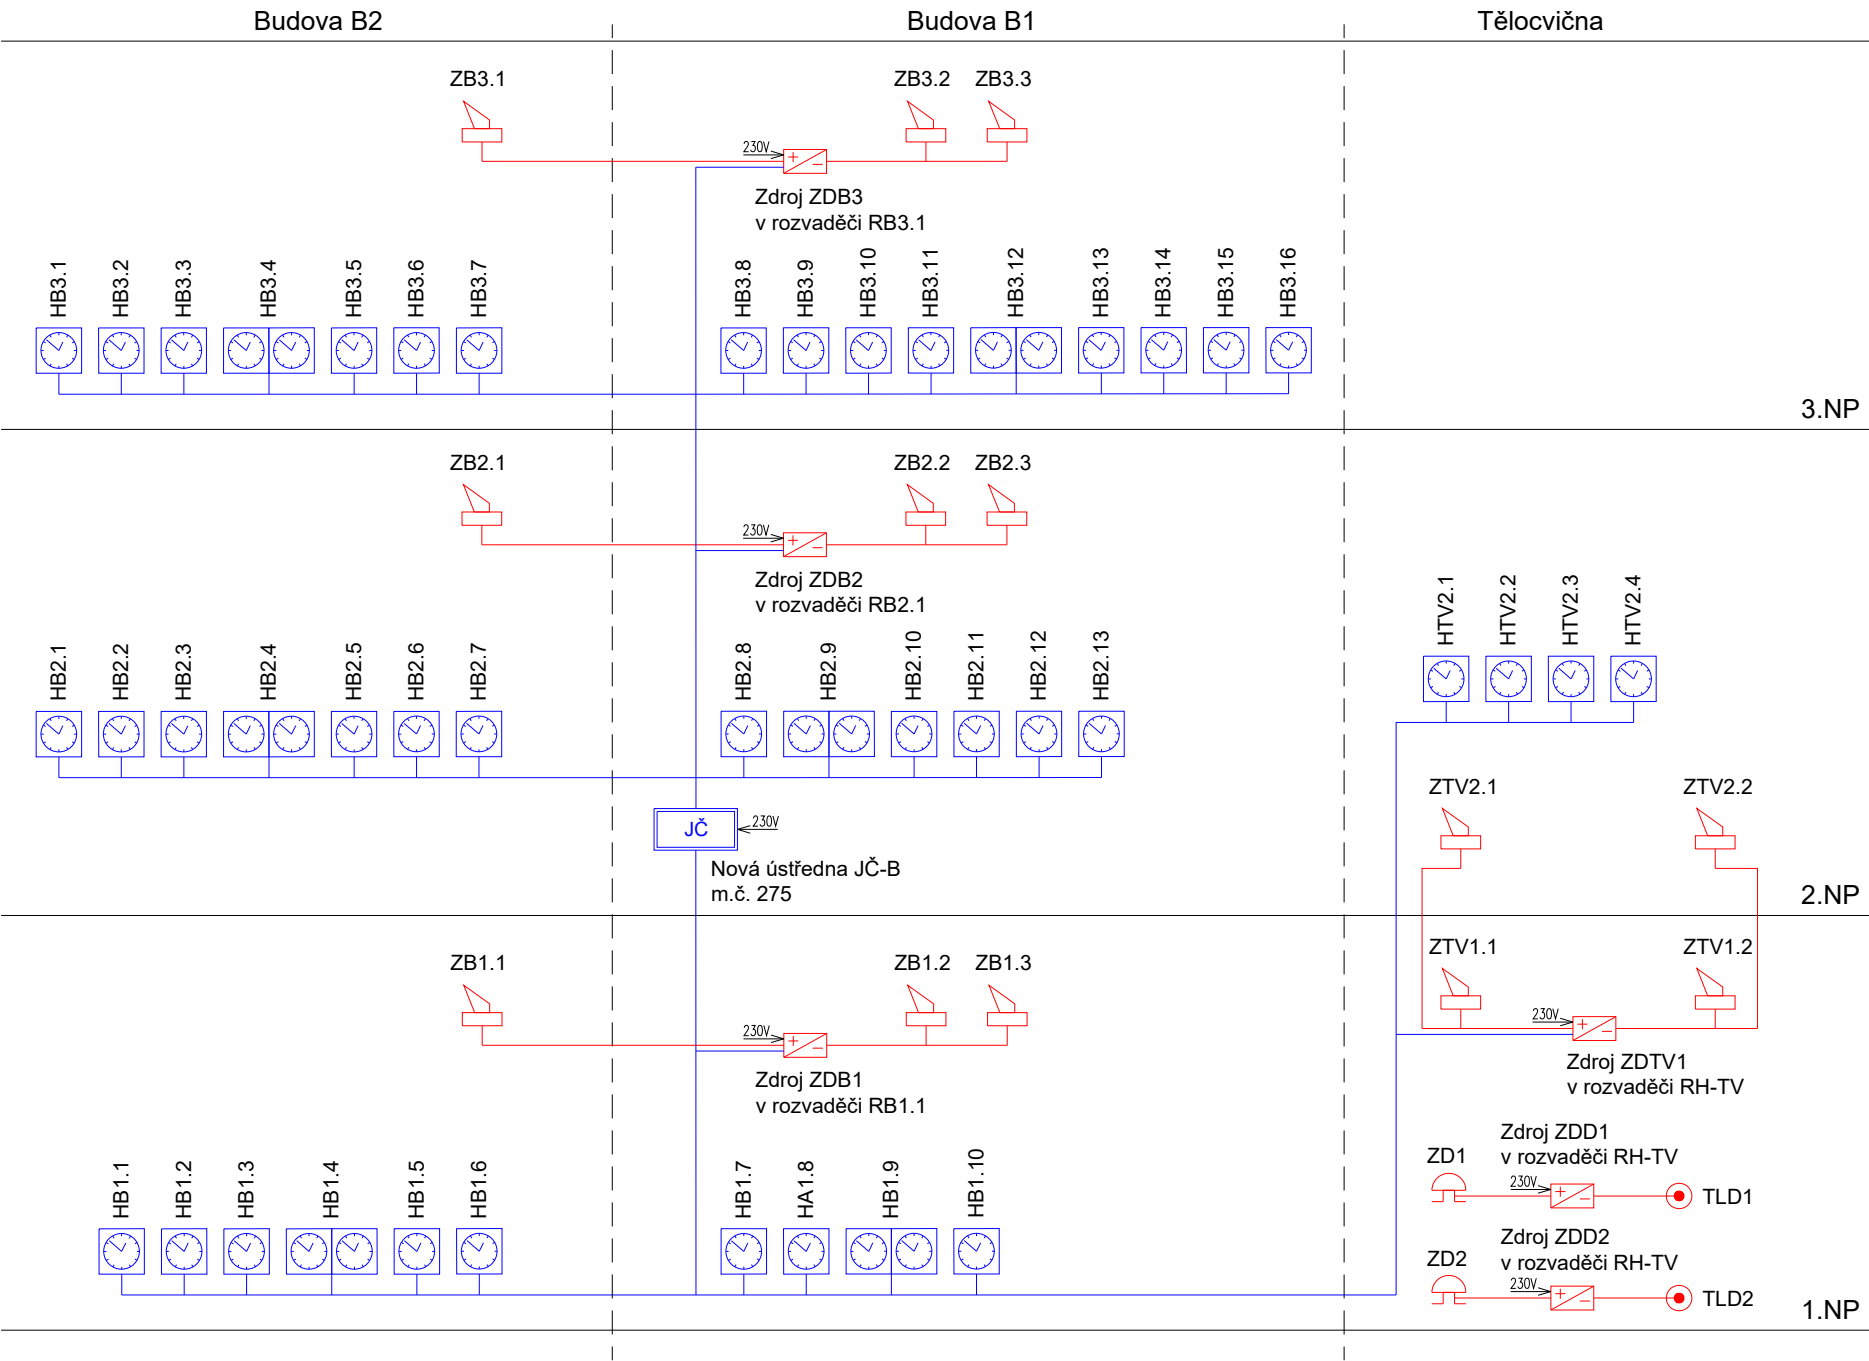 Budova B2
Budova B1
Tělocvična
ZB3.1
ZB3.2
ZB3.3
230V
Zdroj ZDB3
v rozvaděči RB3.1
HB3.1
HB3.2
HB3.3
HB3.4
HB3.5
HB3.6
HB3.7
HB3.8
HB3.9
HB3.10
HB3.11
HB3.12
HB3.13
HB3.14
HB3.15
HB3.16
3.NP
ZB2.1
ZB2.2
ZB2.3
230V
Zdroj ZDB2
v rozvaděči RB2.1
HB2.1
HB2.2
HB2.3
HB2.4
HB2.5
HB2.6
HB2.7
HB2.8
HB2.9
HB2.10
HB2.11
HB2.12
HB2.13
HTV2.1
HTV2.2
HTV2.3
HTV2.4
JČ
230V
Nová ústředna JČ-B
m.č. 275
ZTV2.1
ZTV2.2
2.NP
ZB1.1
ZB1.2
ZB1.3
230V
Zdroj ZDB1
v rozvaděči RB1.1
ZTV1.1
ZTV1.2
230V
Zdroj ZDTV1
v rozvaděči RH-TV
HB1.1
HB1.2
HB1.3
HB1.4
HB1.5
HB1.6
HB1.7
HA1.8
HB1.9
HB1.10
Zdroj ZDD1
v rozvaděči RH-TV
ZD1
230V
TLD1
Zdroj ZDD2
v rozvaděči RH-TV
ZD2
230V
TLD2
1.NP